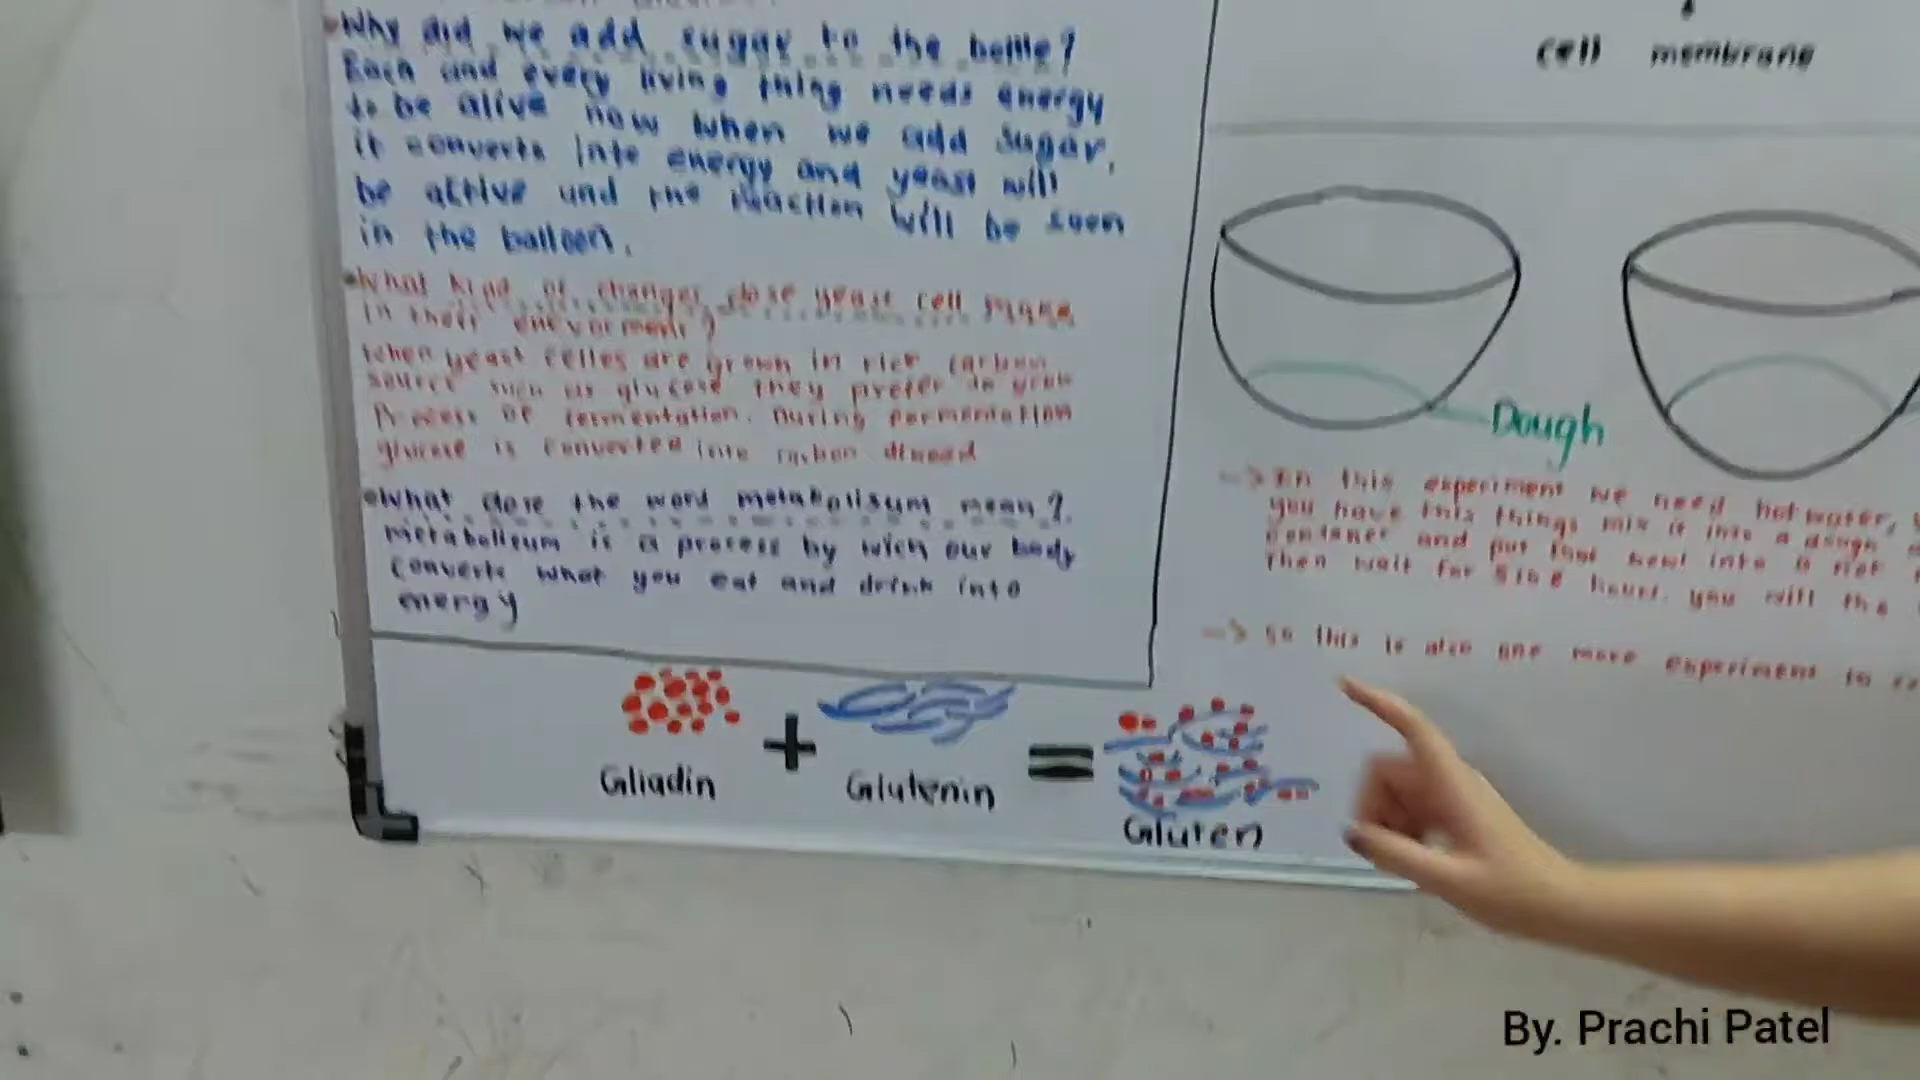 Why did we add sugar to the bottle?
Each and every living thing needs energy
to be alive now when we add sugar,
it converts into energy and yeast will
be active and the reaction will be seen
in the balloon.
What kind of changes dose yeast cell make
in their
when yeast celles are grown in rich carbon
source such as glucose they prefer to grow
Process of fermentation. During fermentation
glucose is converted into carbon
What dose the word metabolisum mean?
metabolisum is a process by wich our body
converts what you eat and drink into
energy
Gliadin + Glutenin = Gluten
cell membrane
Dough
-> In this experiment we need hot water,
you have this things mix it into a dough
and put that bowl into a
Then wait for hours. you will the
-> So this is also one more experiment to
By. Prachi Patel